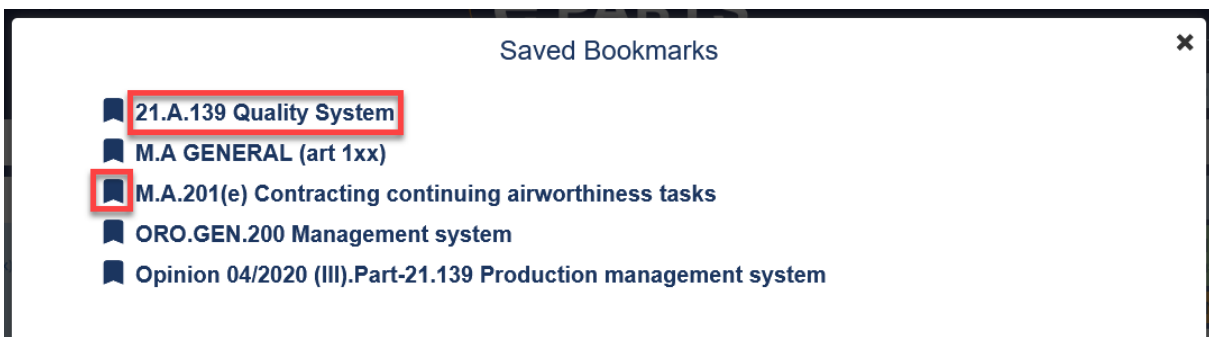 PARTS
Saved Bookmarks
21.A.139 Quality System
M.A GENERAL (art 1xx)
M.A.201(e) Contracting continuing airworthiness tasks
ORO.GEN.200 Management system
Opinion 04/2020 (III).Part-21.139 Production management system